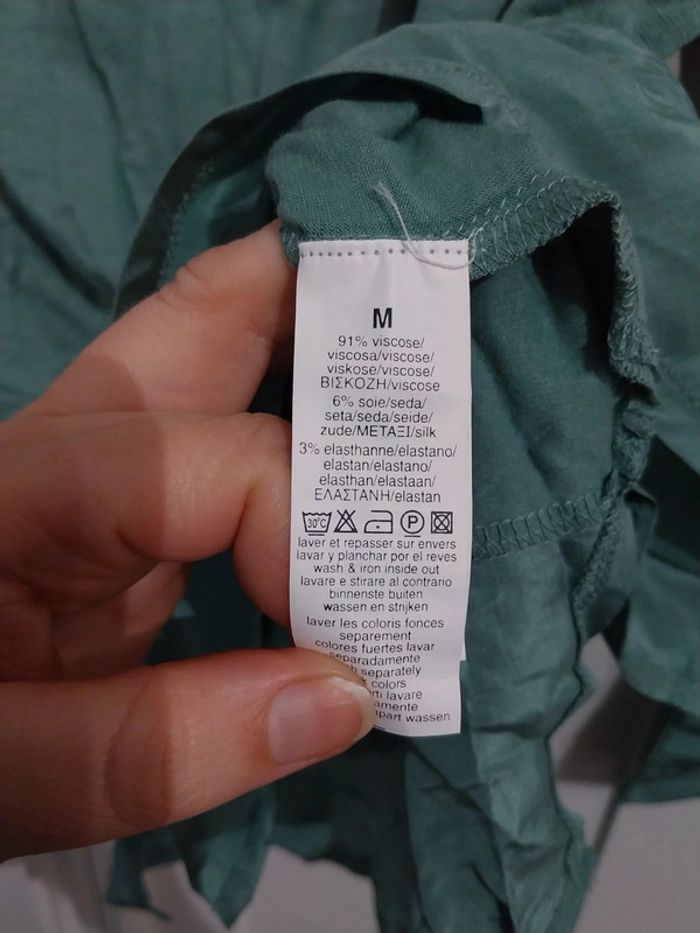 M
91% viscose/
viscosa/viscose/
viskose/viscose/
ΒΙΣΚΟΖΗ/viscose
6% soie/seda/
seta/seda/seide/
zude/ΜΕΤΑΞΙ/silk
3% elasthanne/elastano/
elastan/elastano/
elasthan/elastaan/
ΕΛΑΣΤΑΝΗ/elastan
30°C P
laver et repasser sur envers
lavar y planchar por el reves
wash & iron inside out
lavare e stirare al contrario
binnenste buiten
wassen en strijken
laver les coloris fonces
separement
colores fuertes lavar
separadamente
separately
colors
lavare
wassen